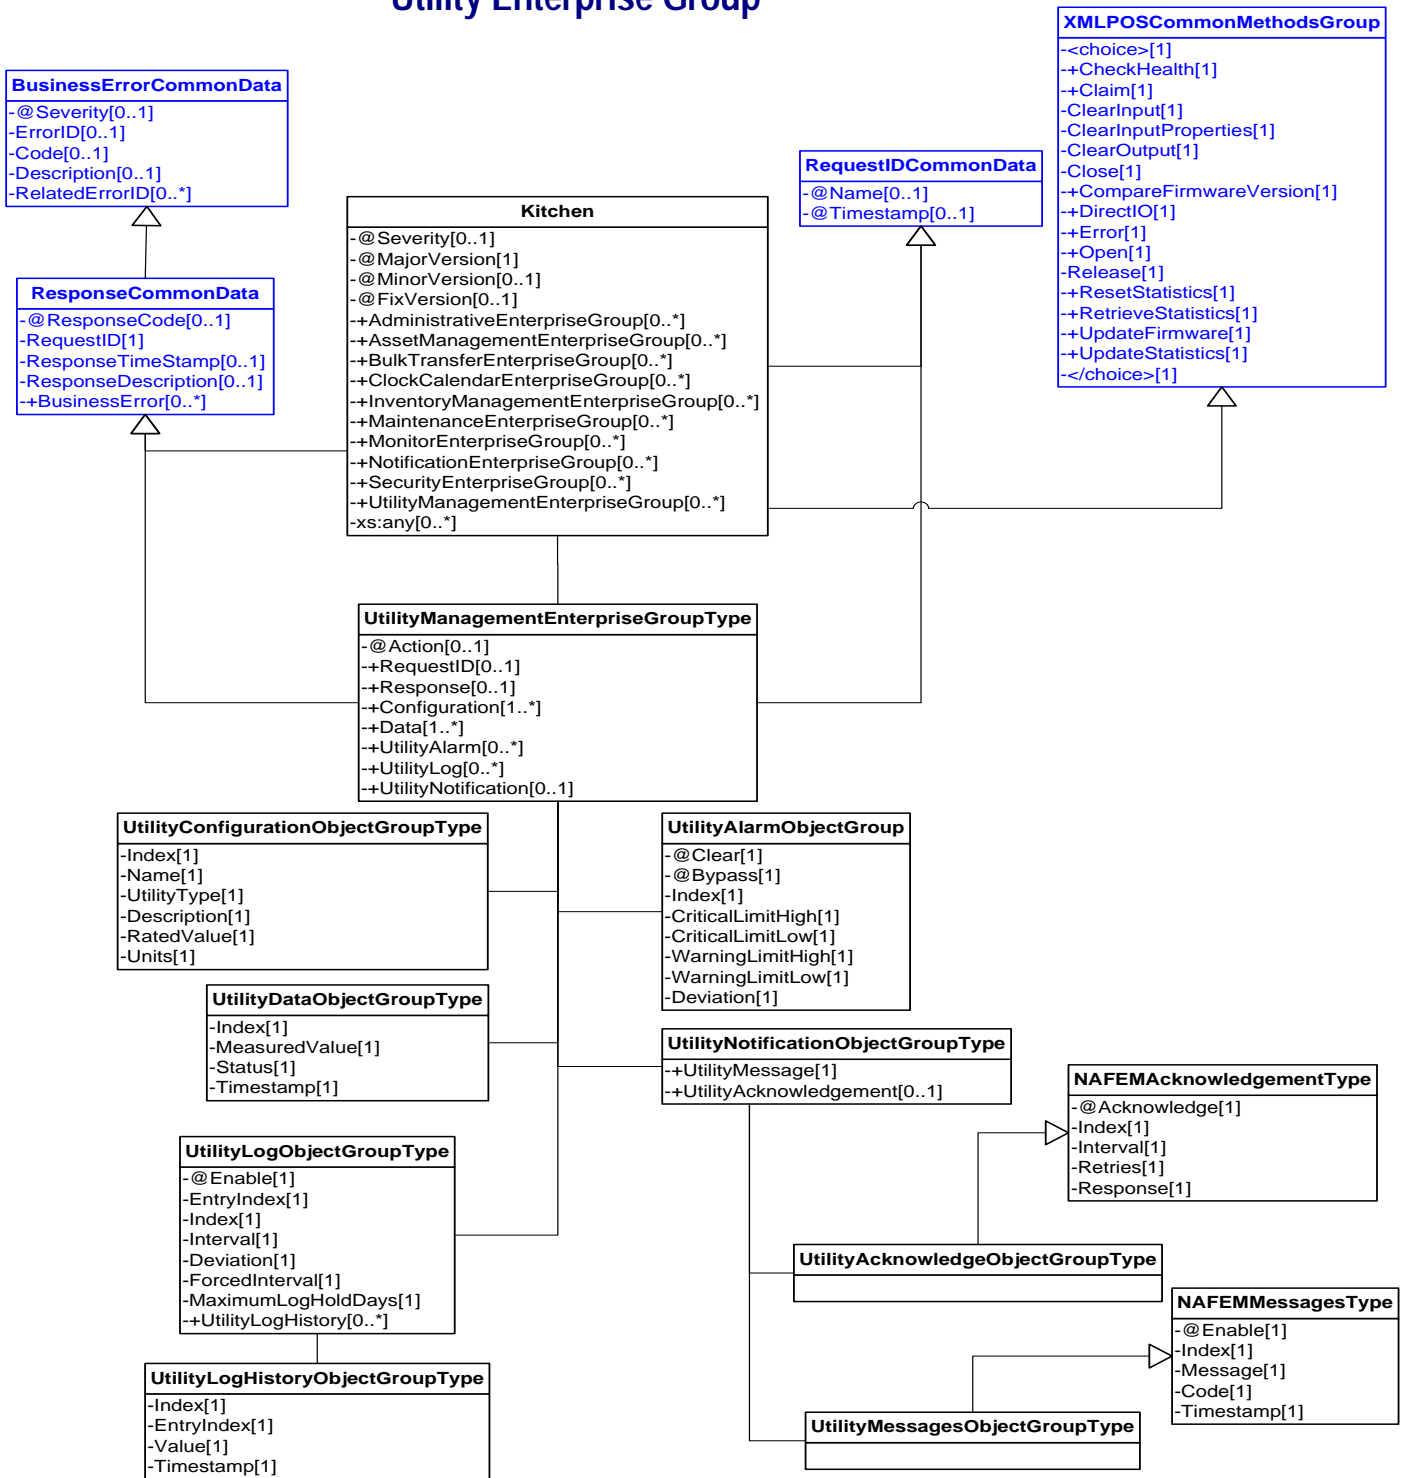 Utility Enterprise Group
XMLPOSCommonMethodsGroup
-<choice>[1]
-+CheckHealth[1]
-+Claim[1]
-ClearInput[1]
-ClearInputProperties[1]
-ClearOutput[1]
-Close[1]
-+CompareFirmwareVersion[1]
-+DirectIO[1]
-+Error[1]
-+Open[1]
-Release[1]
-+ResetStatistics[1]
-+RetrieveStatistics[1]
-+UpdateFirmware[1]
-+UpdateStatistics[1]
-</choice>[1]
BusinessErrorCommonData
-@Severity[0..1]
-ErrorID[0..1]
-Code[0..1]
-Description[0..1]
-RelatedErrorID[0..*]
RequestIDCommonData
-@Name[0..1]
-@Timestamp[0..1]
Kitchen
-@Severity[0..1]
-@MajorVersion[1]
-@MinorVersion[0..1]
-@FixVersion[0..1]
-+AdministrativeEnterpriseGroup[0..*]
-+AssetManagementEnterpriseGroup[0..*]
-+BulkTransferEnterpriseGroup[0..*]
-+ClockCalendarEnterpriseGroup[0..*]
-+InventoryManagementEnterpriseGroup[0..*]
-+MaintenanceEnterpriseGroup[0..*]
-+MonitorEnterpriseGroup[0..*]
-+NotificationEnterpriseGroup[0..*]
-+SecurityEnterpriseGroup[0..*]
-+UtilityManagementEnterpriseGroup[0..*]
-xs:any[0..*]
ResponseCommonData
-@ResponseCode[0..1]
-RequestID[1]
-ResponseTimeStamp[0..1]
-ResponseDescription[0..1]
-+BusinessError[0..*]
UtilityManagementEnterpriseGroupType
-@Action[0..1]
-+RequestID[0..1]
-+Response[0..1]
-+Configuration[1..*]
-+Data[1..*]
-+UtilityAlarm[0..*]
-+UtilityLog[0..*]
-+UtilityNotification[0..1]
UtilityConfigurationObjectGroupType
-Index[1]
-Name[1]
-UtilityType[1]
-Description[1]
-RatedValue[1]
-Units[1]
UtilityAlarmObjectGroup
-@Clear[1]
-@Bypass[1]
-Index[1]
-CriticalLimitHigh[1]
-CriticalLimitLow[1]
-WarningLimitHigh[1]
-WarningLimitLow[1]
-Deviation[1]
UtilityDataObjectGroupType
-Index[1]
-MeasuredValue[1]
-Status[1]
-Timestamp[1]
UtilityNotificationObjectGroupType
-+UtilityMessage[1]
-+UtilityAcknowledgement[0..1]
NAFEMAcknowledgementType
-@Acknowledge[1]
-Index[1]
-Interval[1]
-Retries[1]
-Response[1]
UtilityLogObjectGroupType
-@Enable[1]
-EntryIndex[1]
-Index[1]
-Interval[1]
-Deviation[1]
-ForcedInterval[1]
-MaximumLogHoldDays[1]
-+UtilityLogHistory[0..*]
UtilityAcknowledgeObjectGroupType
NAFEMMessagesType
-@Enable[1]
-Index[1]
-Message[1]
-Code[1]
-Timestamp[1]
UtilityLogHistoryObjectGroupType
-Index[1]
-EntryIndex[1]
-Value[1]
-Timestamp[1]
UtilityMessagesObjectGroupType